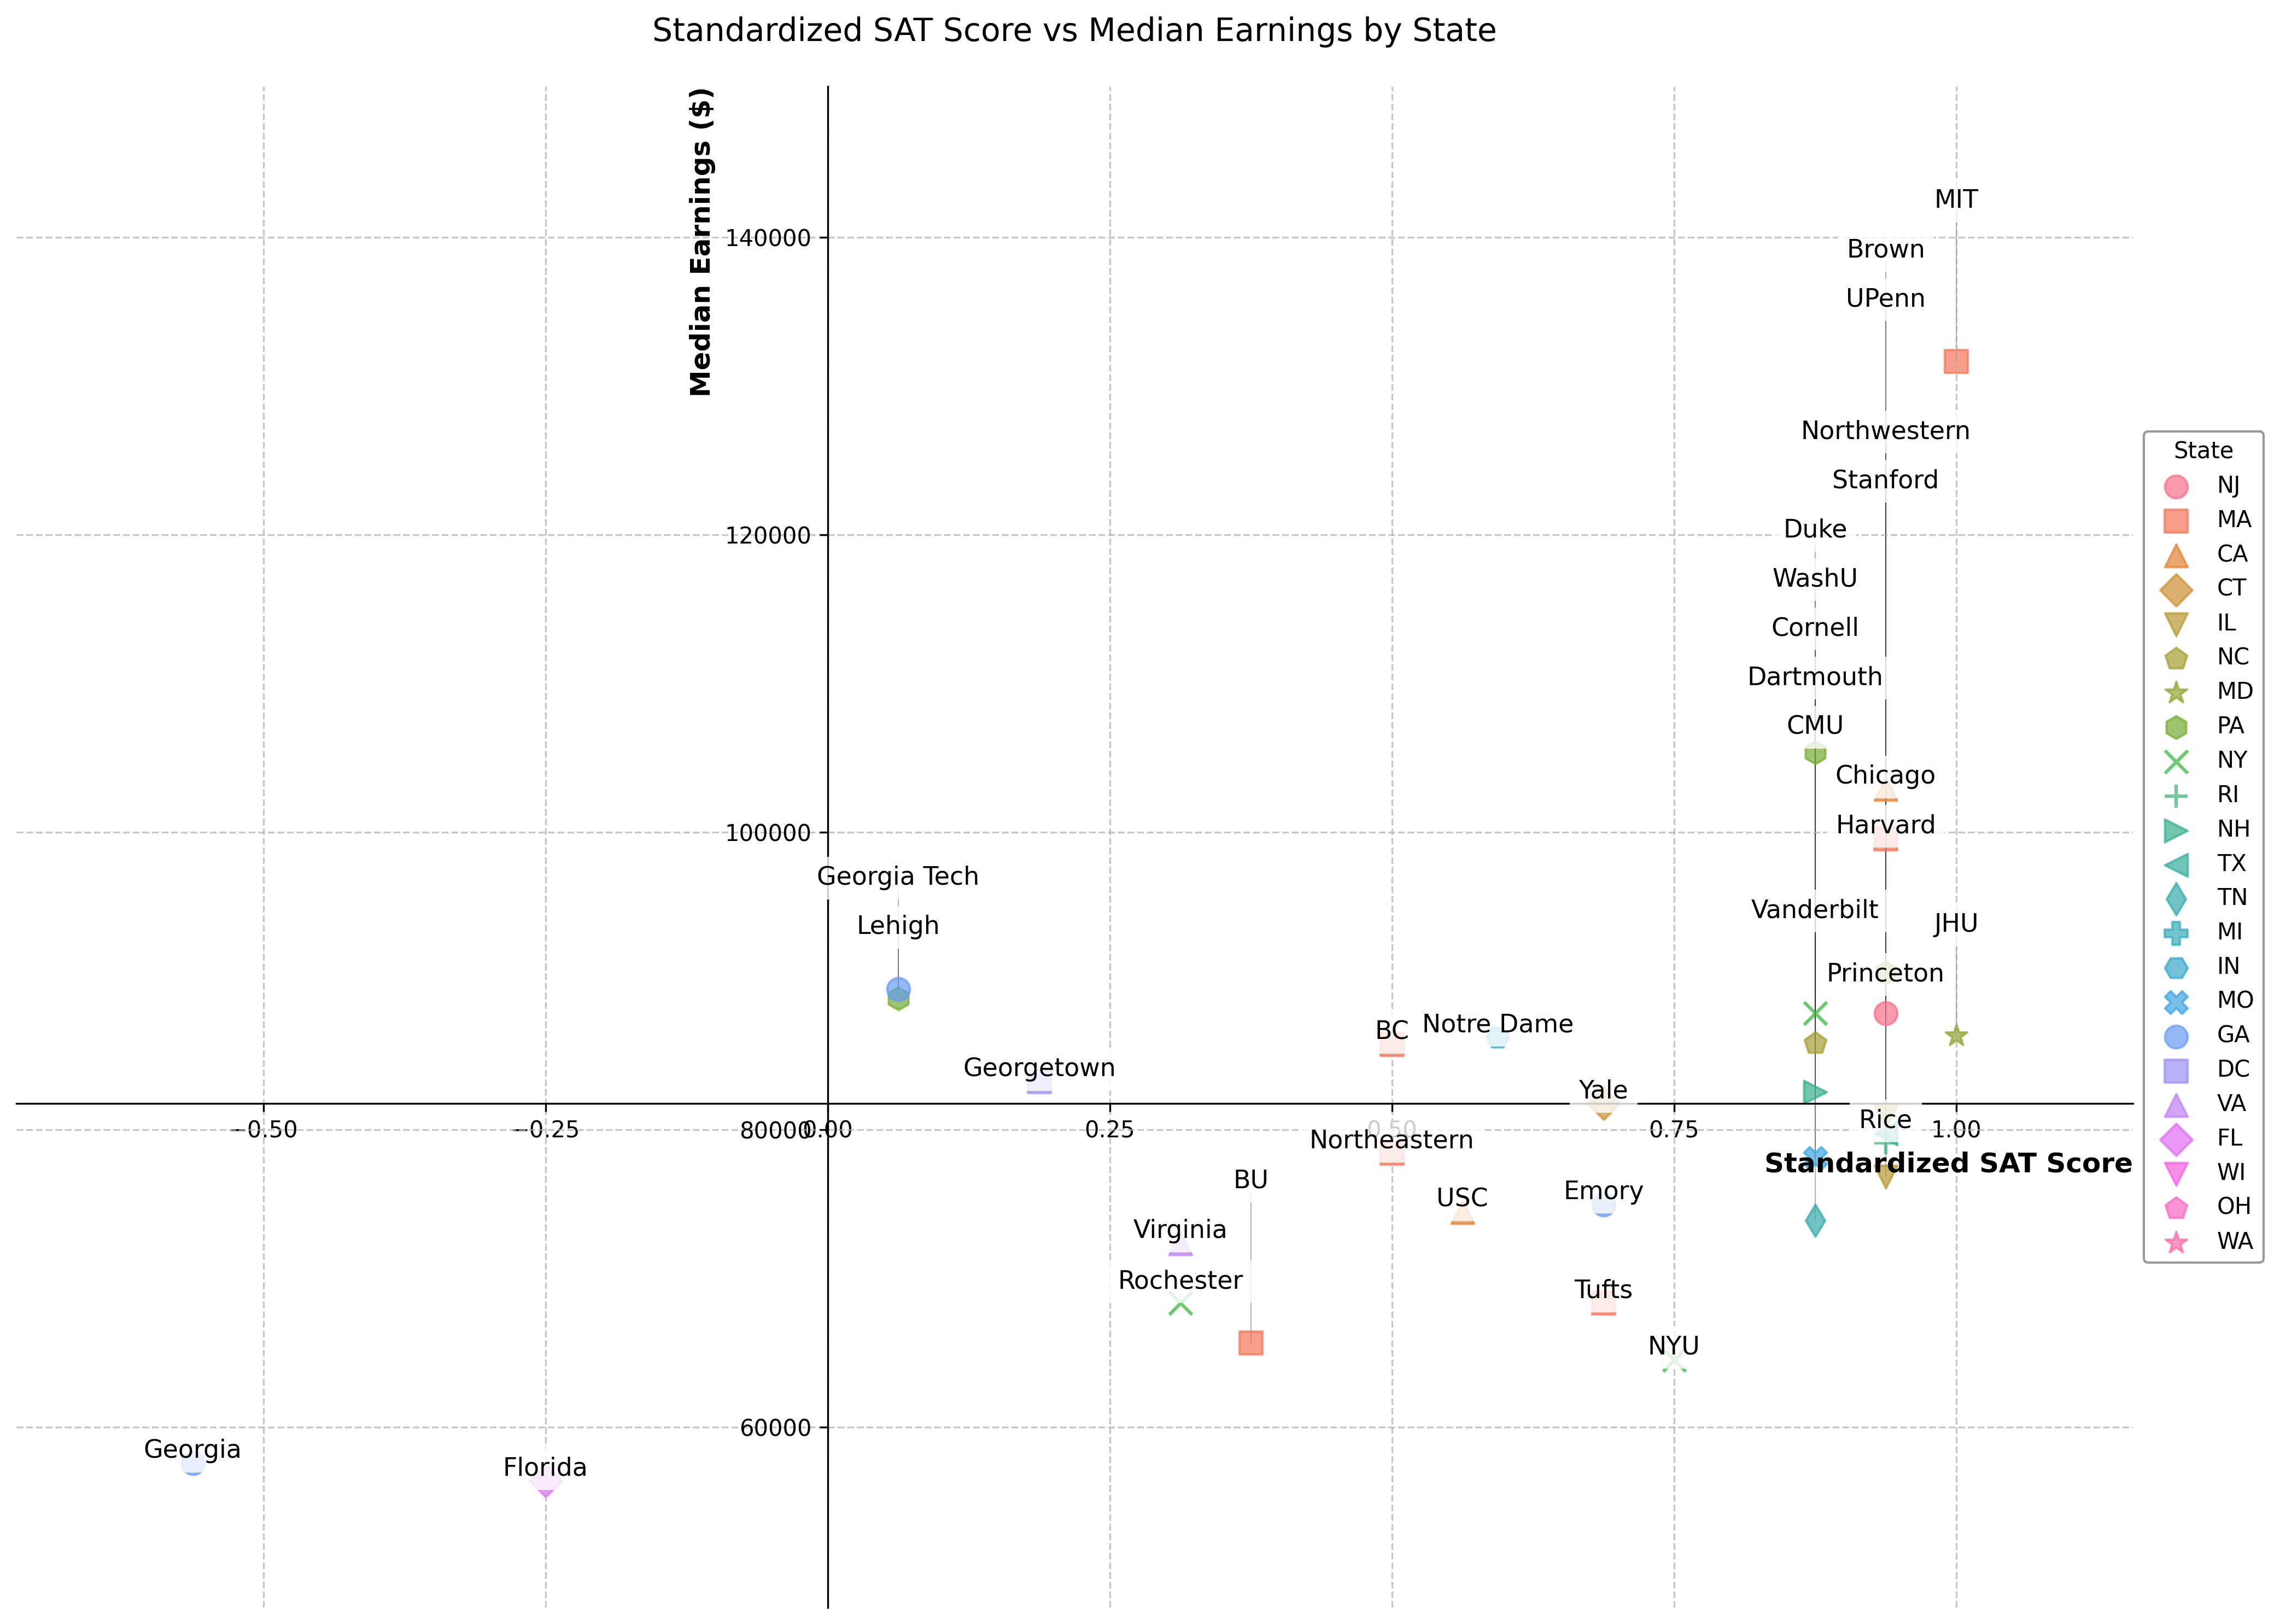 Standardized SAT Score vs Median Earnings by State
Median Earnings ($)
MIT
140000
Brown
UPenn
Northwestern
State
Stanford
NJ
MA
120000
Duke
CA
WashU
CT
Cornell
IL
NC
Dartmouth
MD
CMU
PA
NY
Chicago
RI
100000
Harvard
NH
TX
Georgia Tech
TN
Vanderbilt
JHU
Lehigh
MI
IN
Princeton
MO
BC
Notre Dame
GA
Georgetown
DC
Yale
VA
Rice
−0.50
−0.25
80000
0.00
0.25
0.50
0.75
1.00
Northeastern
FL
Standardized SAT Score
WI
BU
USC
Emory
OH
Virginia
WA
Rochester
Tufts
NYU
60000
Georgia
Florida